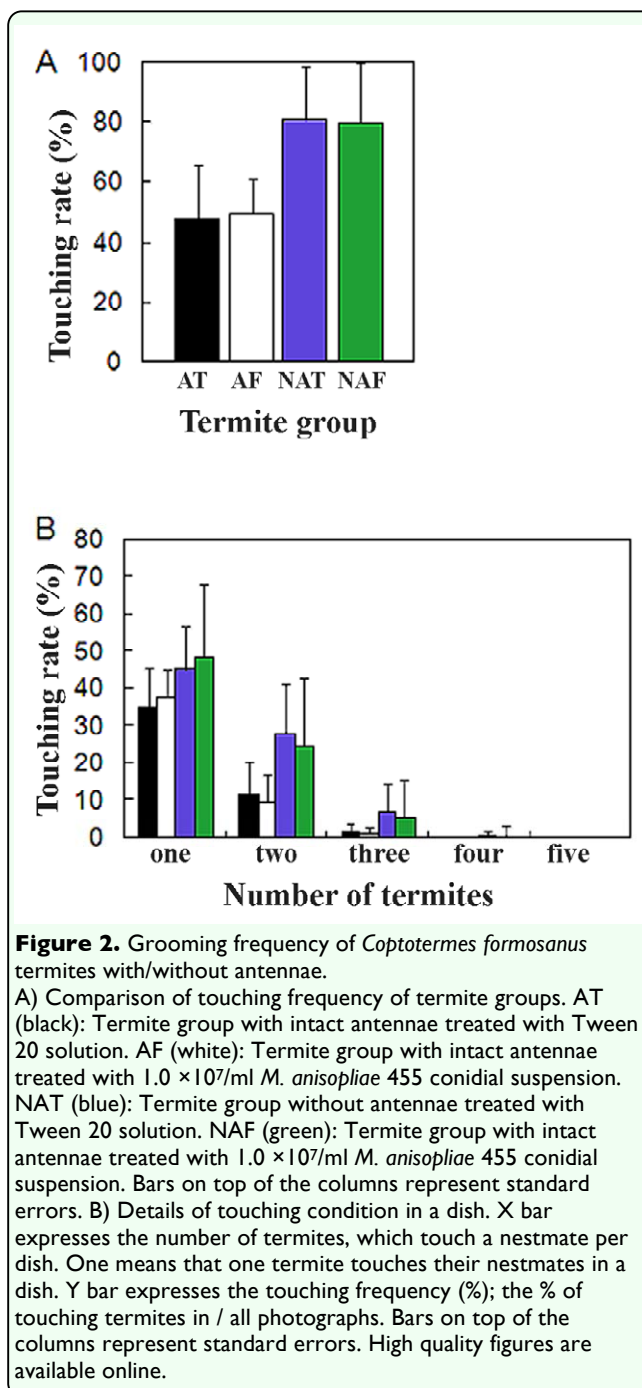 A
100
80
60
40
20
0
Touching rate (%)
AT AF NAT NAF
Termite group
B
80
70
60
50
40
30
20
10
0
Touching rate (%)
one two three four five
Number of termites
Figure 2. Grooming frequency of Coptotermes formosanus
termites with/without antennae.
A) Comparison of touching frequency of termite groups. AT
(black): Termite group with intact antennae treated with Tween
20 solution. AF (white): Termite group with intact antennae
treated with 1.0 ×10⁷/ml M. anisopliae 455 conidial suspension.
NAT (blue): Termite group without antennae treated with
Tween 20 solution. NAF (green): Termite group with intact
antennae treated with 1.0 ×10⁷/ml M. anisopliae 455 conidial
suspension. Bars on top of the columns represent standard
errors. B) Details of touching condition in a dish. X bar
expresses the number of termites, which touch a nestmate per
dish. One means that one termite touches their nestmates in a
dish. Y bar expresses the touching frequency (%); the % of
touching termites in / all photographs. Bars on top of the
columns represent standard errors. High quality figures are
available online.